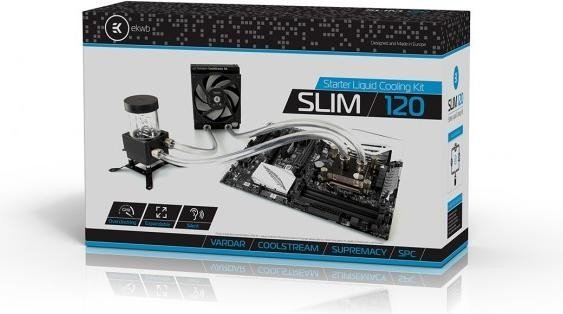 ekwb
Designed and Made in Europe
Starter Liquid Cooling Kit
SLIM / 120
SLIM / 120
Overclocking
Expandable
Silent
VARDAR / COOLSTREAM / SUPREMACY / SPC